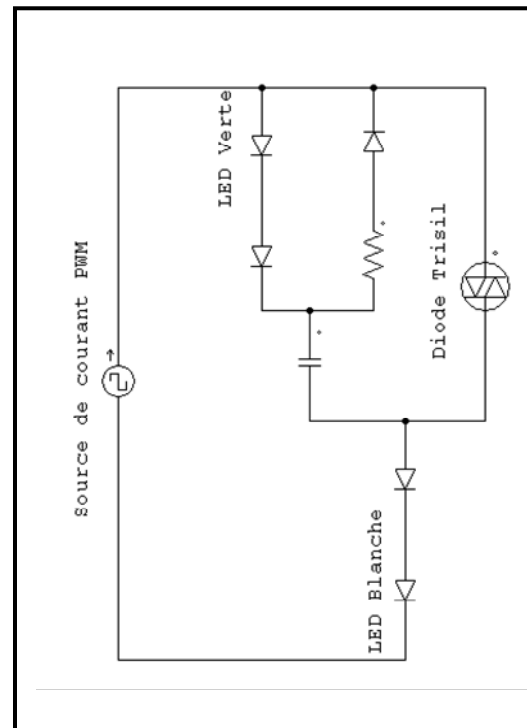 LED Verte
Source de courant PWM
Diode Trisil
LED Blanche